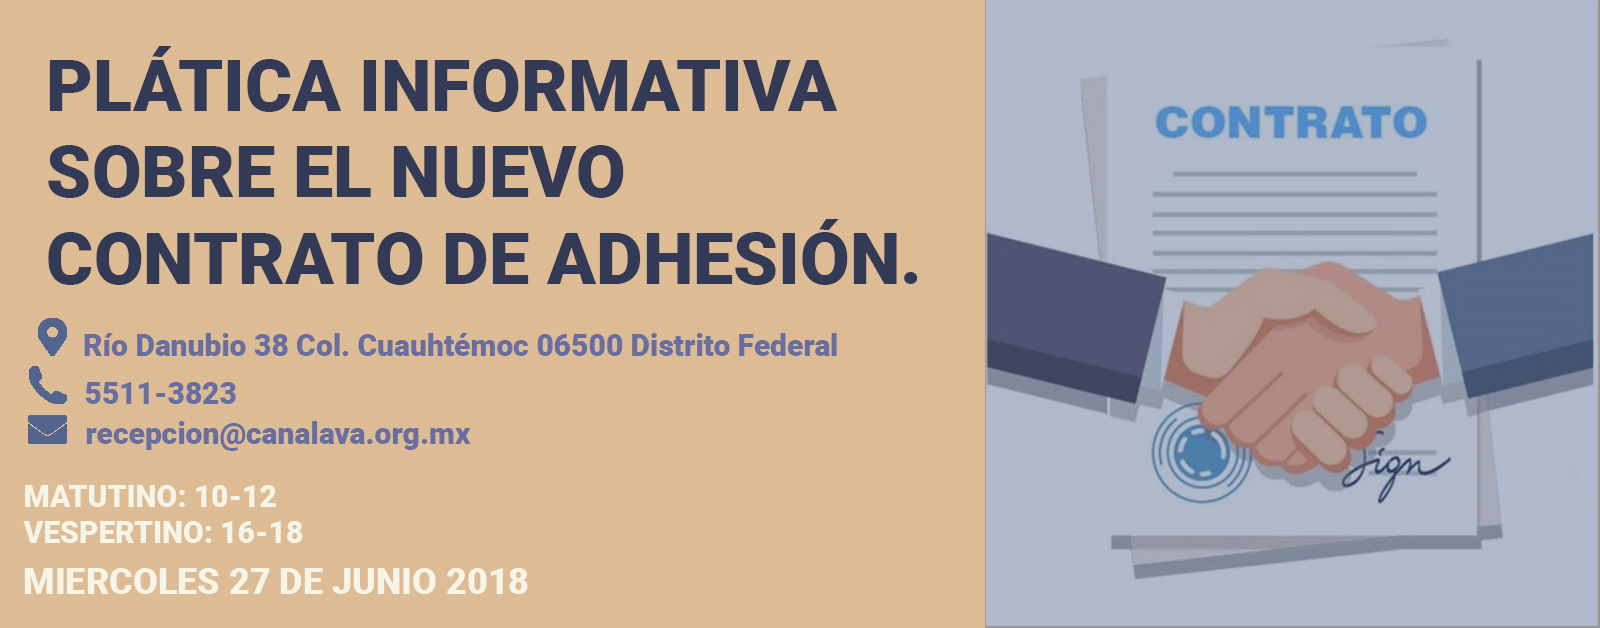 PLÁTICA INFORMATIVA
SOBRE EL NUEVO
CONTRATO DE ADHESIÓN.
Río Danubio 38 Col. Cuauhtémoc 06500 Distrito Federal
5511-3823
recepcion@canalava.org.mx
MATUTINO: 10-12
VESPERTINO: 16-18
MIERCOLES 27 DE JUNIO 2018
CONTRATO
Sign